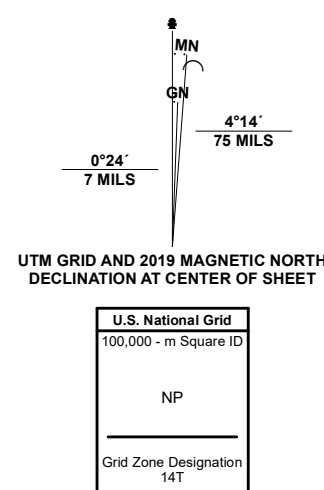 MN
GN
4°14´
75 MILS
0°24´
7 MILS
UTM GRID AND 2019 MAGNETIC NORTH
DECLINATION AT CENTER OF SHEET
U.S. National Grid
100,000 - m Square ID
NP
Grid Zone Designation
14T